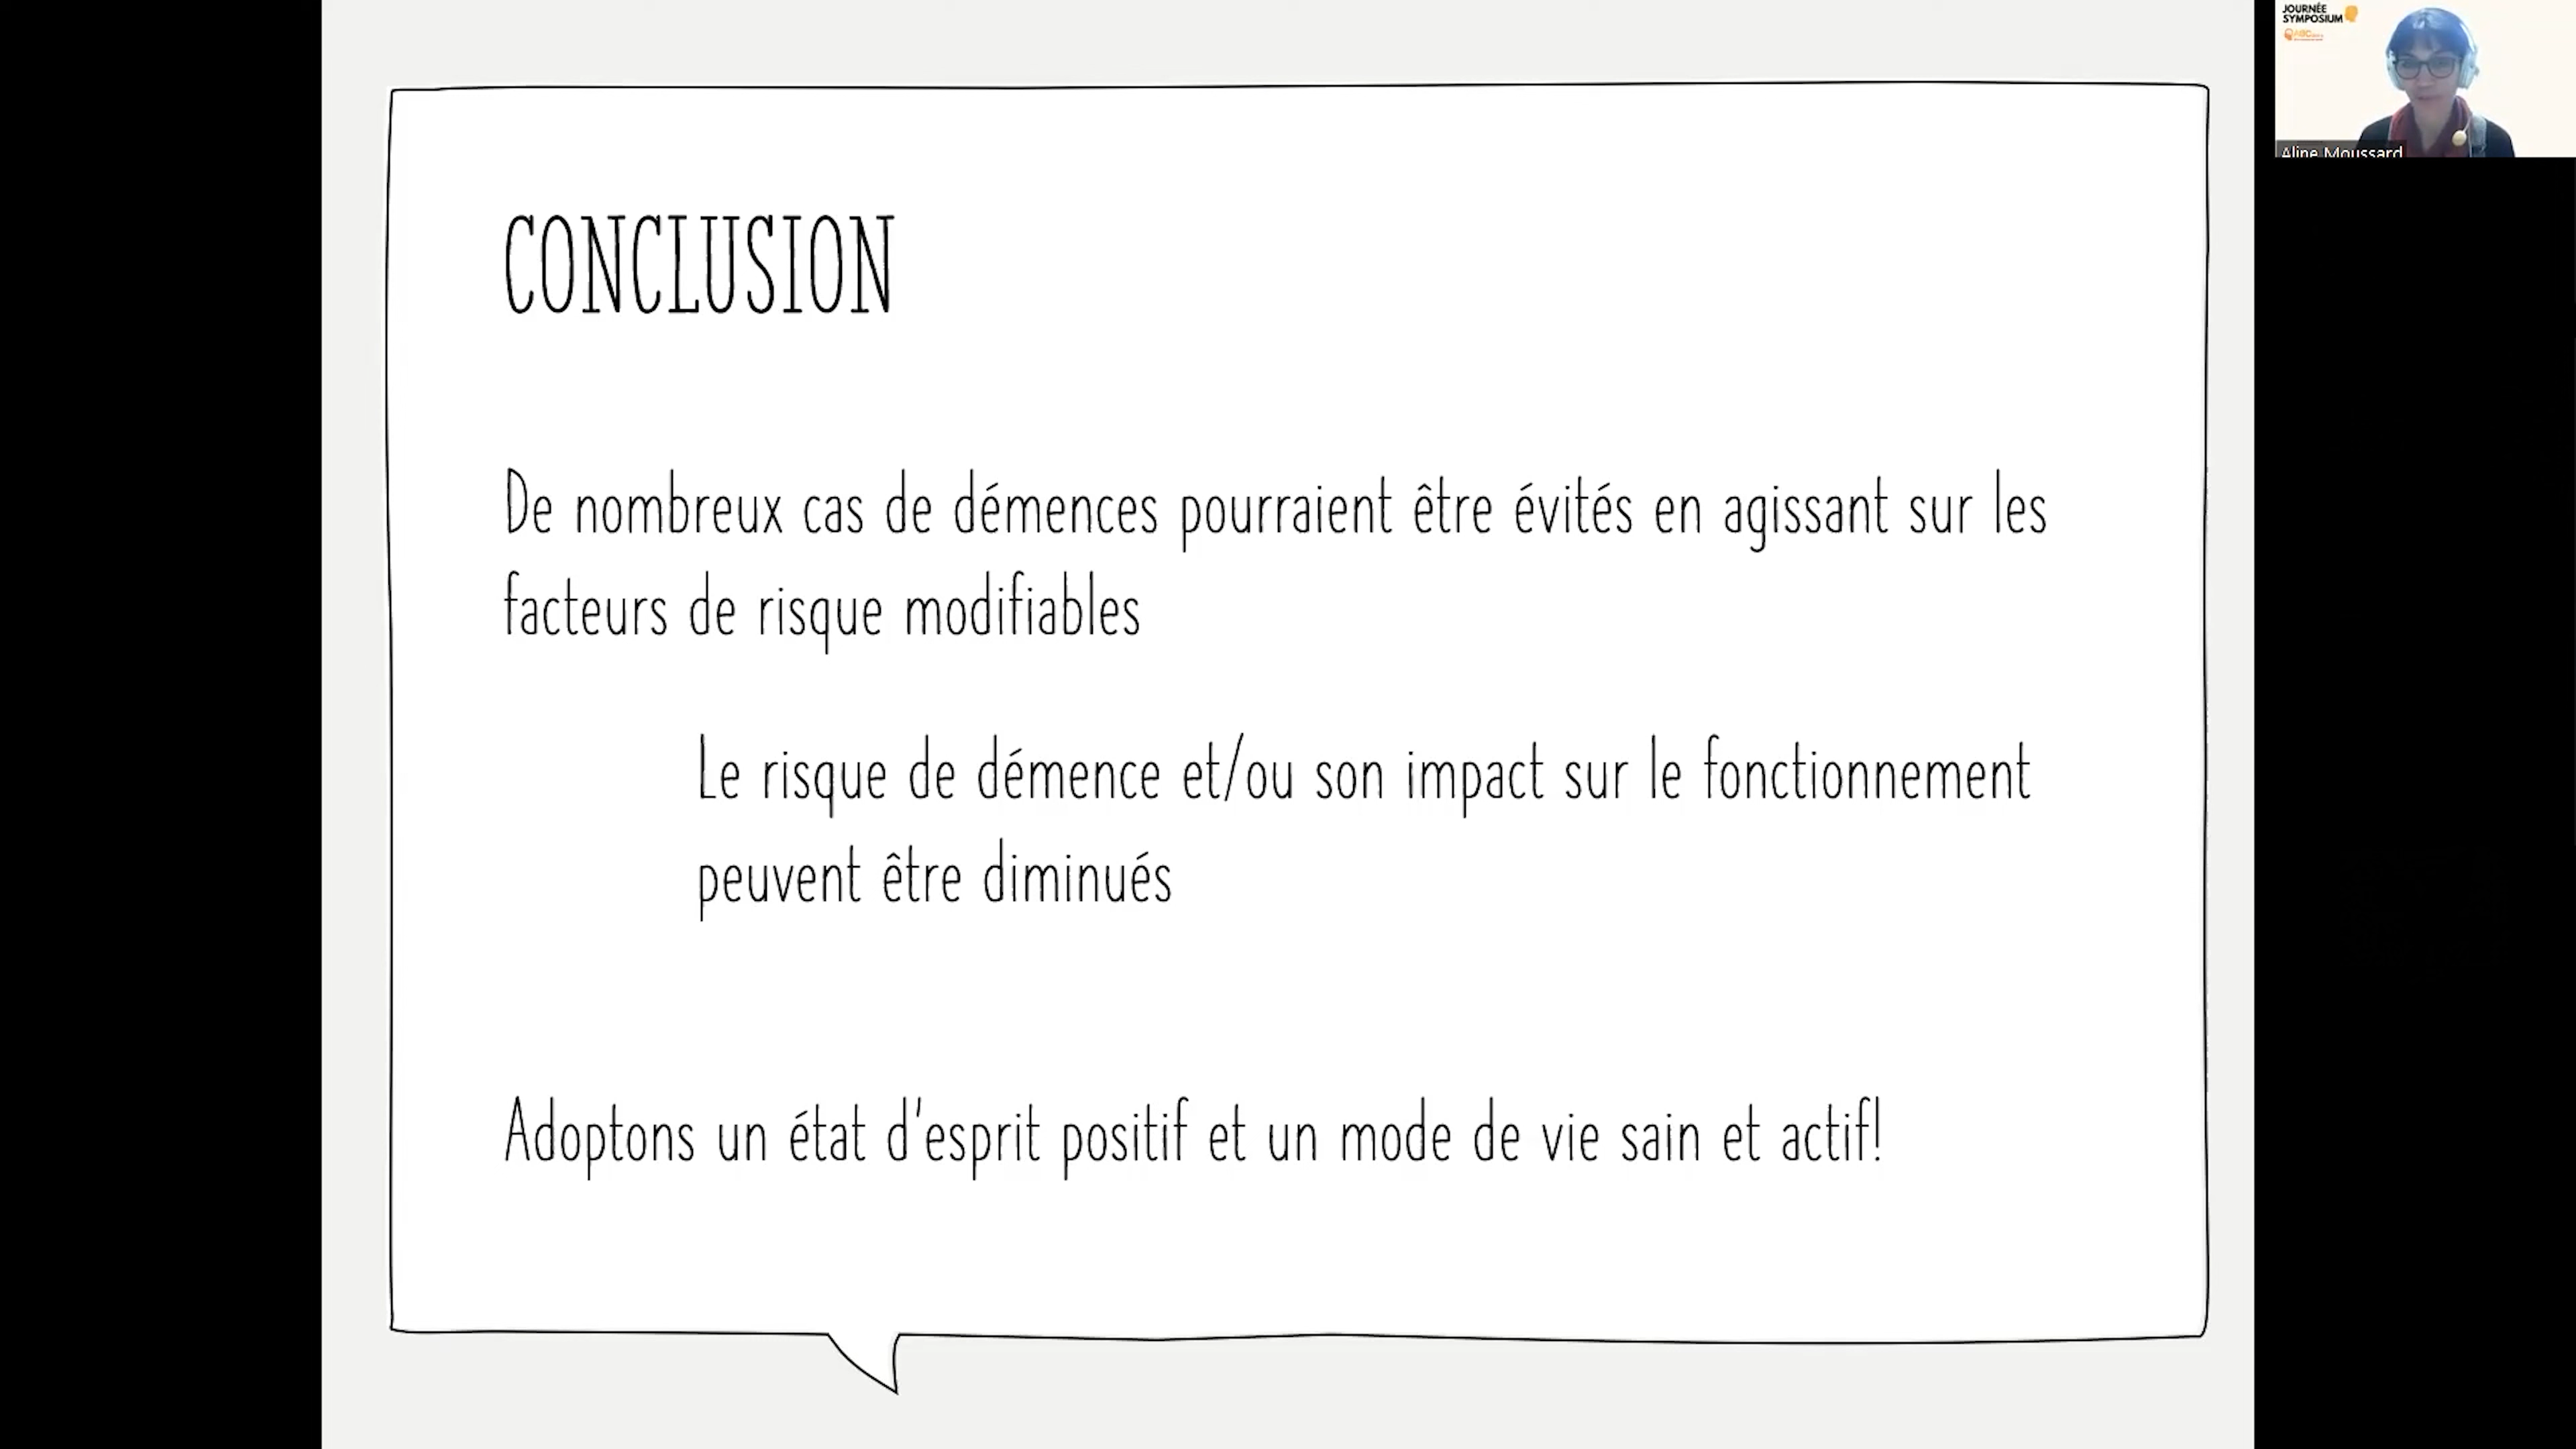 JOURNÉE
SYMPOSIUM
Aline Moussard
CONCLUSION
De nombreux cas de démences pourraient être évités en agissant sur les
facteurs de risque modifiables
Le risque de démence et/ou son impact sur le fonctionnement
peuvent être diminués
Adoptons un état d'esprit positif et un mode de vie sain et actif!